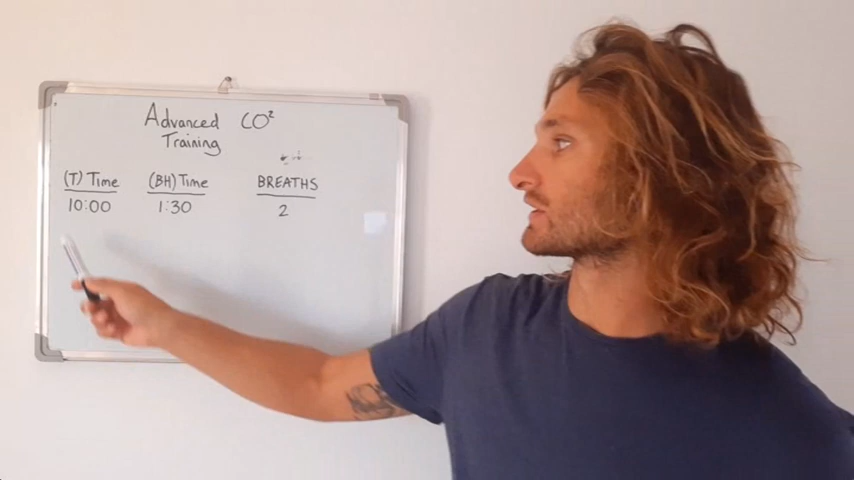 Advanced CO²
Training
(T) Time (BH) Time BREATHS
10:00 1:30 2